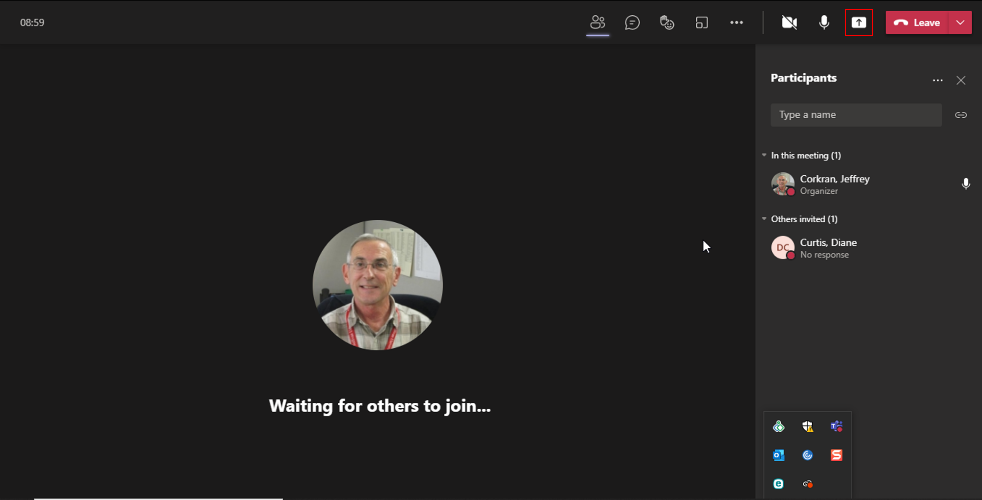 08:59
Leave
Participants
Type a name
In this meeting (1)
Corkran, Jeffrey
Organizer
Others invited (1)
DC
Curtis, Diane
No response
Waiting for others to join...